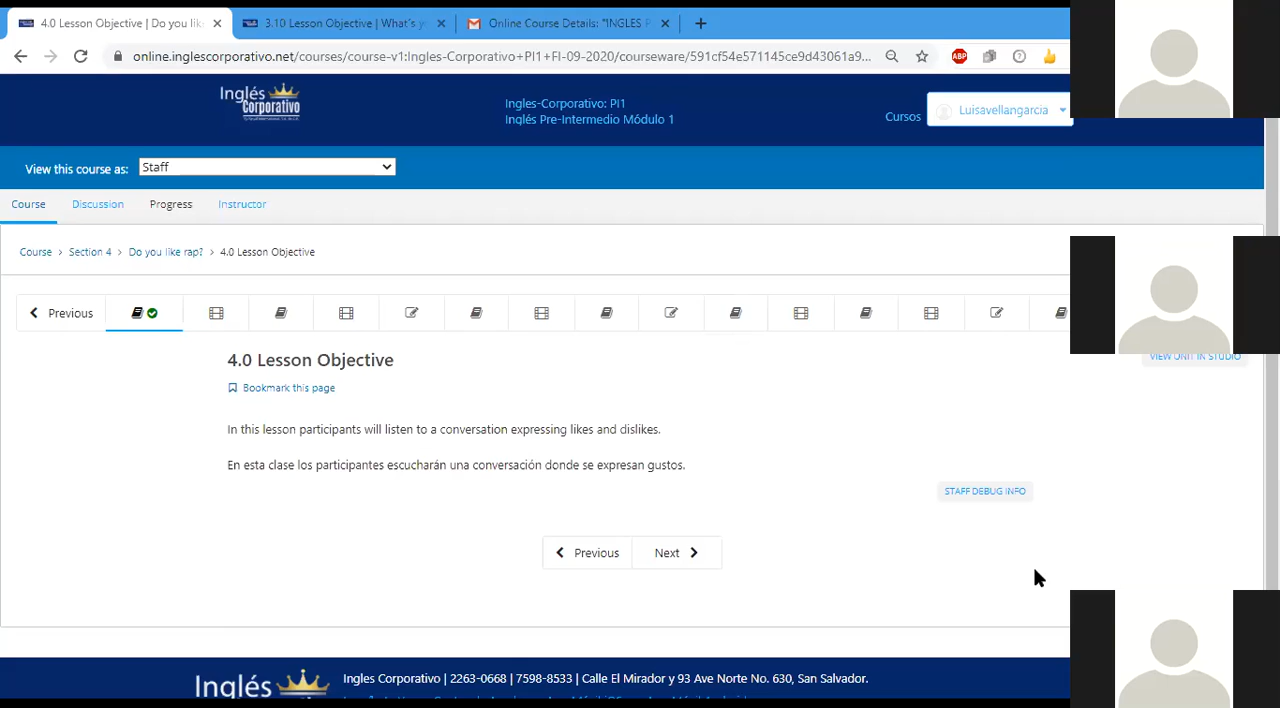 4.0 Lesson Objective | Do you lik
3.10 Lesson Objective | What's y
Online Course Details: "INGLES P
online.inglescorporativo.net/courses/course-v1:Ingles-Corporativo+PI1+FI-09-2020/courseware/591cf54e571145ce9d43061a9...
ABP
Inglés
Corporativo
Ingles-Corporativo: PI1
Inglés Pre-Intermedio Módulo 1
Cursos
Luisavellangarcia
View this course as:
Staff
Course
Discussion
Progress
Instructor
Course > Section 4 > Do you like rap? > 4.0 Lesson Objective
Previous
4.0 Lesson Objective
VIEW UNIT IN STUDIO
Bookmark this page
In this lesson participants will listen to a conversation expressing likes and dislikes.
En esta clase los participantes escucharán una conversación donde se expresan gustos.
STAFF DEBUG INFO
Previous
Next
Inglés
Ingles Corporativo | 2263-0668 | 7598-8533 | Calle El Mirador y 93 Ave Norte No. 630, San Salvador.